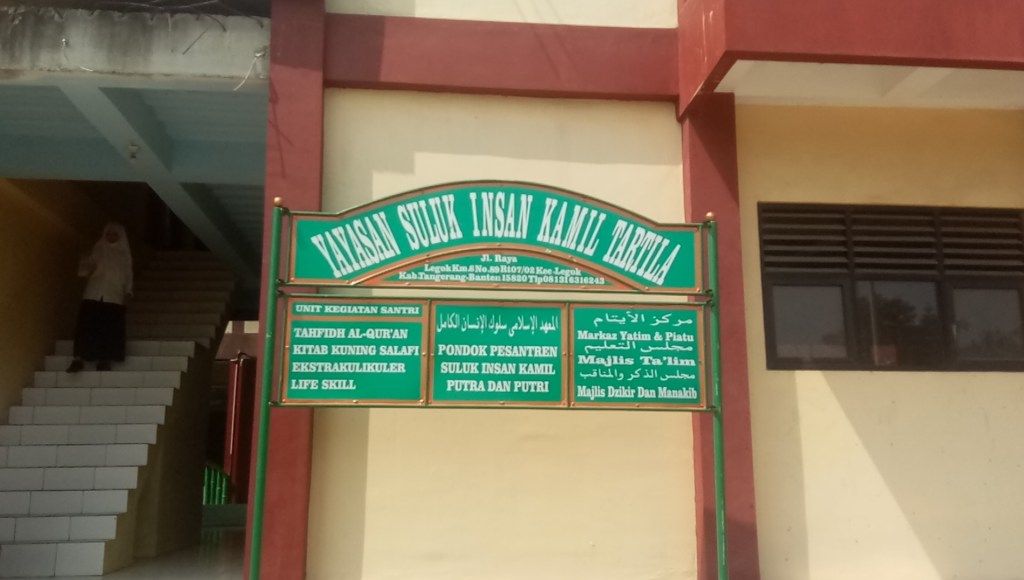 YAYASAN SULUK INSAN KAMIL TARTILA
Jl. Raya
Legok Km.6 No.89 Rt07/02 Kec-Legok
Kab.Tangerang-Banten 15820 Tlp081316316243
UNIT KEGIATAN SANTRI
TAHFIDH AL-QUR'AN
KITAB KUNING SALAFI
EKSTRAKULIKULER
LIFE SKILL
المعهد الإسلامي سلوك الإنسان الكامل
PONDOK PESANTREN
SULUK INSAN KAMIL
PUTRA DAN PUTRI
مركز الأيتام
Markaz Yatim & Piatu
مجلس التعليم
Majlis Ta'lim
مجلس الذكر والمناقب
Majlis Dzikir Dan Manakib